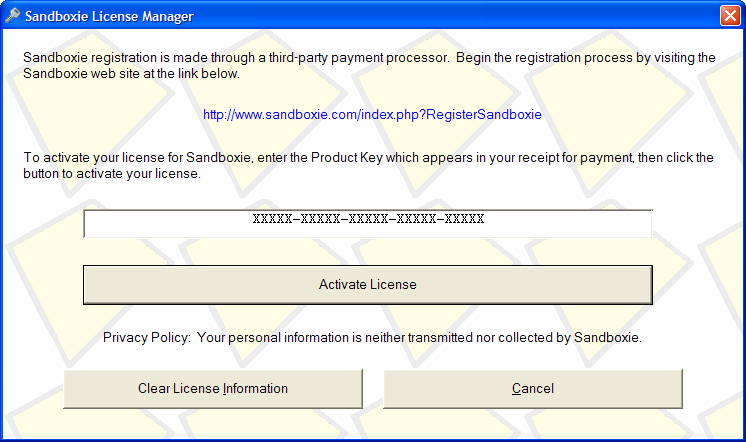 Sandboxie License Manager
Sandboxie registration is made through a third-party payment processor.  Begin the registration process by visiting the
Sandboxie web site at the link below.
http://www.sandboxie.com/index.php?RegisterSandboxie
To activate your license for Sandboxie, enter the Product Key which appears in your receipt for payment, then click the
button to activate your license.
XXXXX-XXXXX-XXXXX-XXXXX-XXXXX
Activate License
Privacy Policy:  Your personal information is neither transmitted nor collected by Sandboxie.
Clear License Information
Cancel